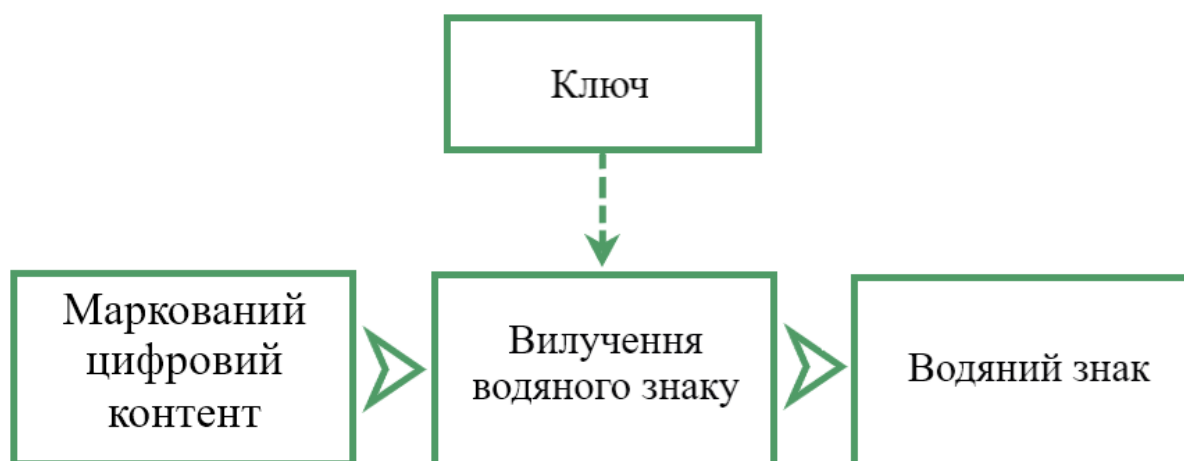 Ключ
Маркований
цифровий
контент
Вилучення
водяного знаку
Водяний знак